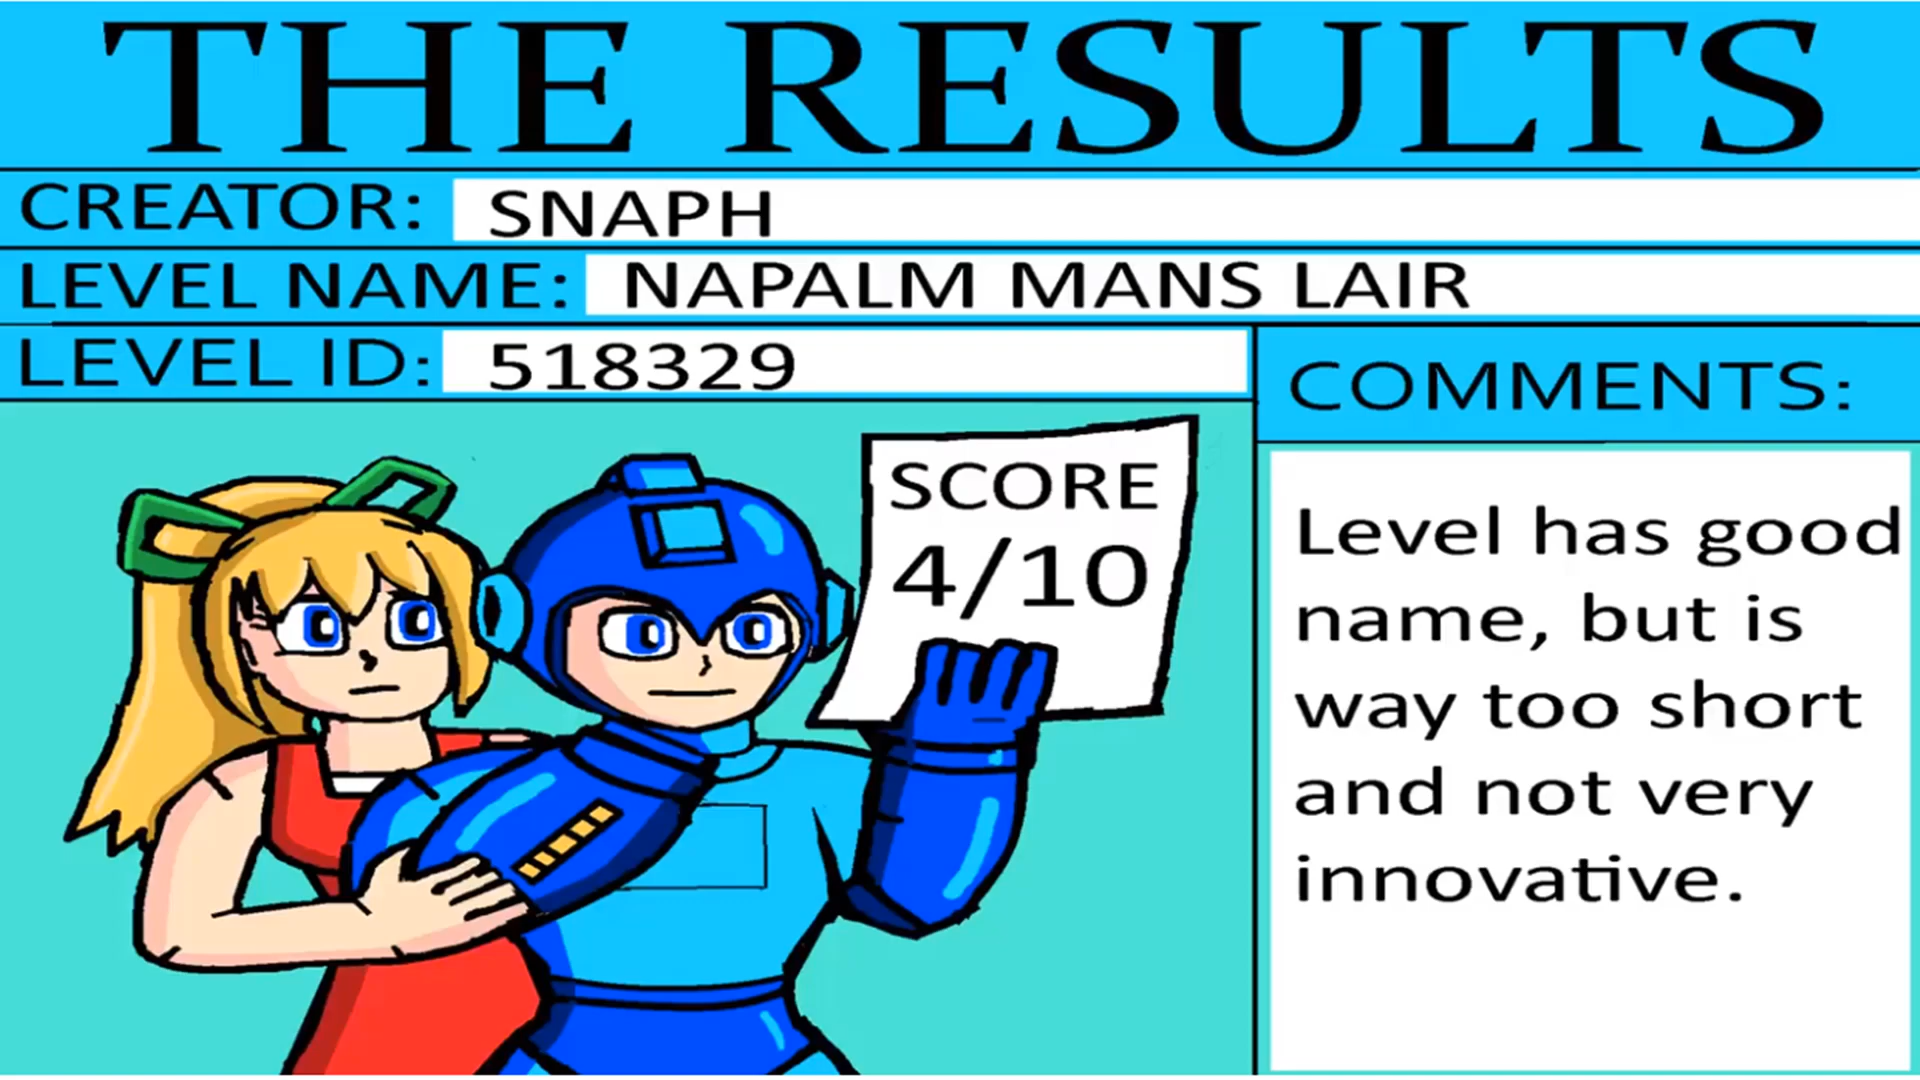 THE RESULTS
CREATOR: SNAPH
LEVEL NAME: NAPALM MANS LAIR
LEVEL ID: 518329
COMMENTS:
SCORE
4/10
Level has good
name, but is
way too short
and not very
innovative.